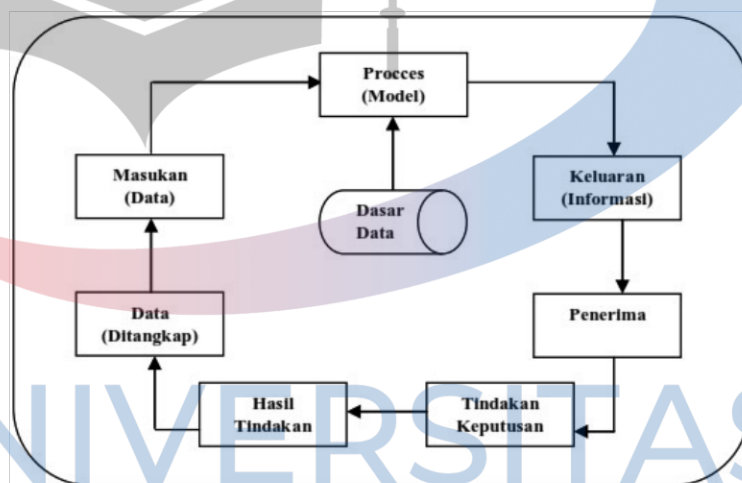 Procces
(Model)
Masukan
(Data)
Keluaran
(Informasi)
Dasar
Data
Data
(Ditangkap)
Penerima
Hasil
Tindakan
Tindakan
Keputusan
NIVERSITAS